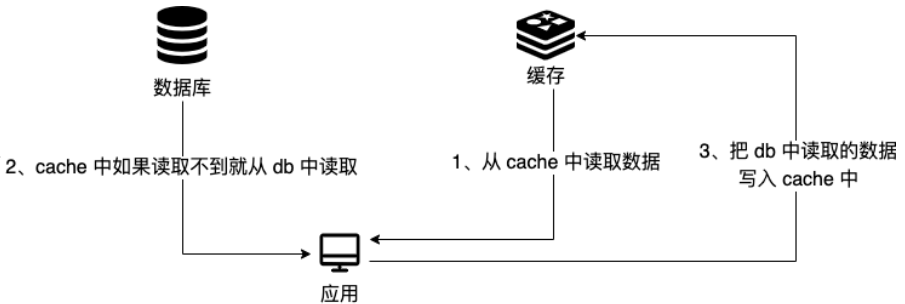 数据库
缓存
2、cache 中如果读取不到就从 db 中读取
1、从 cache 中读取数据
3、把 db 中读取的数据
写入 cache 中
应用